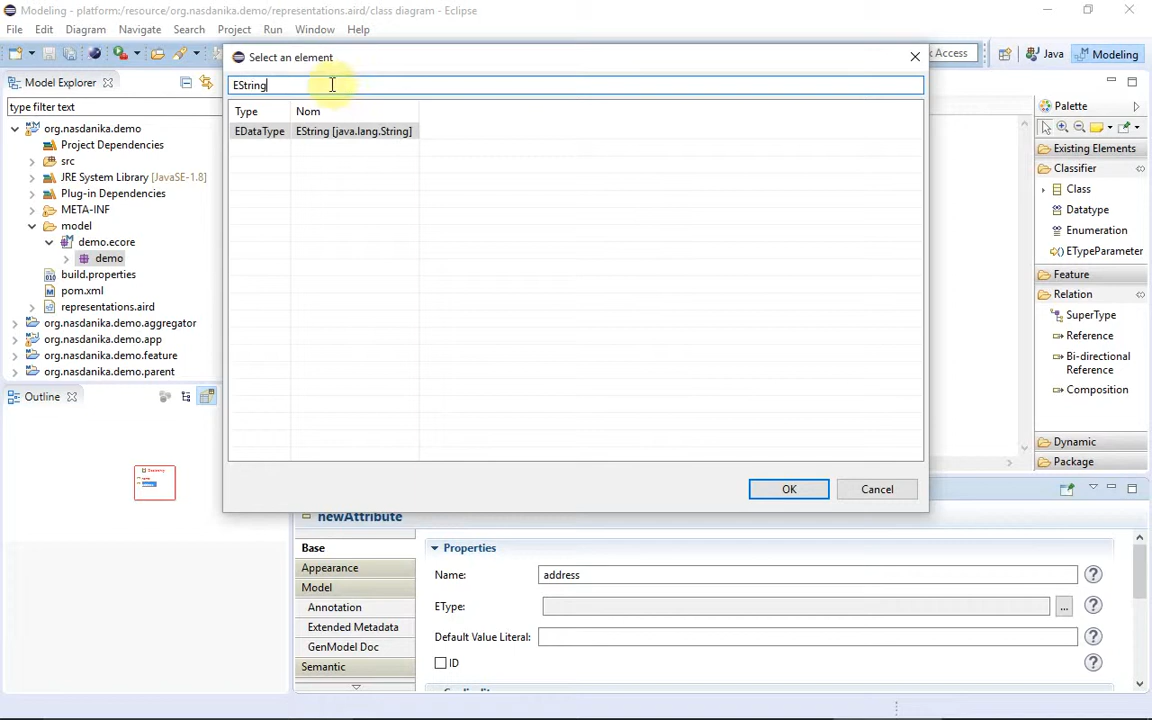 Modeling - platform:/resource/org.nasdanika.demo/representations.aird/class diagram - Eclipse
File Edit Diagram Navigate Search Project Run Window Help
Select an element
Access
Java
Modeling
Model Explorer
EString
type filter text
Type Nom
EDataType EString [java.lang.String]
org.nasdanika.demo
Project Dependencies
src
JRE System Library [JavaSE-1.8]
Plug-in Dependencies
META-INF
model
demo.ecore
demo
build.properties
pom.xml
representations.aird
org.nasdanika.demo.aggregator
org.nasdanika.demo.app
org.nasdanika.demo.feature
org.nasdanika.demo.parent
Palette
Existing Elements
Classifier
Class
Datatype
Enumeration
ETypeParameter
Feature
Relation
SuperType
Reference
Bi-directional
Reference
Composition
Dynamic
Package
Outline
OK Cancel
newAttribute
Base
Appearance
Model
Annotation
Extended Metadata
GenModel Doc
Semantic
Properties
Name: address
EType: ...
Default Value Literal:
ID